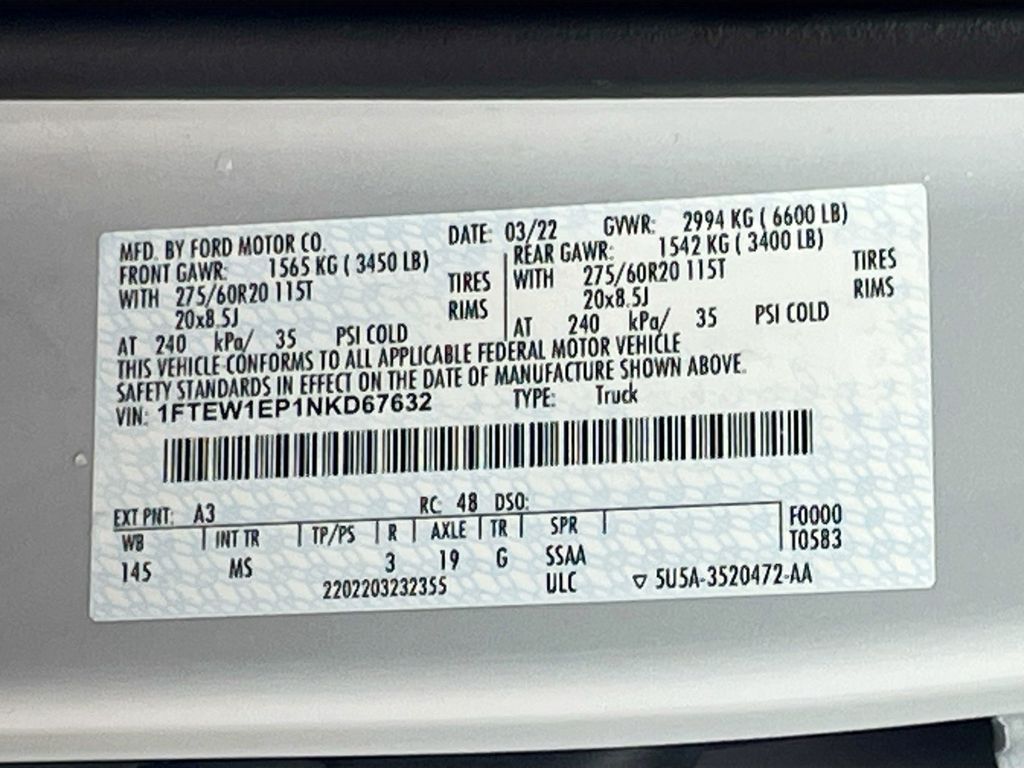 MFD. BY FORD MOTOR CO. DATE: 03/22 GVWR: 2994 KG ( 6600 LB)
FRONT GAWR: 1565 KG ( 3450 LB) REAR GAWR: 1542 KG ( 3400 LB)
WITH 275/60R20 115T TIRES WITH 275/60R20 115T TIRES
20x8.5J RIMS 20x8.5J RIMS
AT 240 kPa/ 35 PSI COLD AT 240 kPa/ 35 PSI COLD
THIS VEHICLE CONFORMS TO ALL APPLICABLE FEDERAL MOTOR VEHICLE
SAFETY STANDARDS IN EFFECT ON THE DATE OF MANUFACTURE SHOWN ABOVE.
VIN: 1FTEW1EP1NKD67632 TYPE: Truck
EXT PNT: A3 RC: 48 DSO:
WB INT TR TP/PS R AXLE TR SPR F0000
145 MS 3 19 G SSAA T0583
2202203232355 ULC ▽ 5U5A-3520472-AA